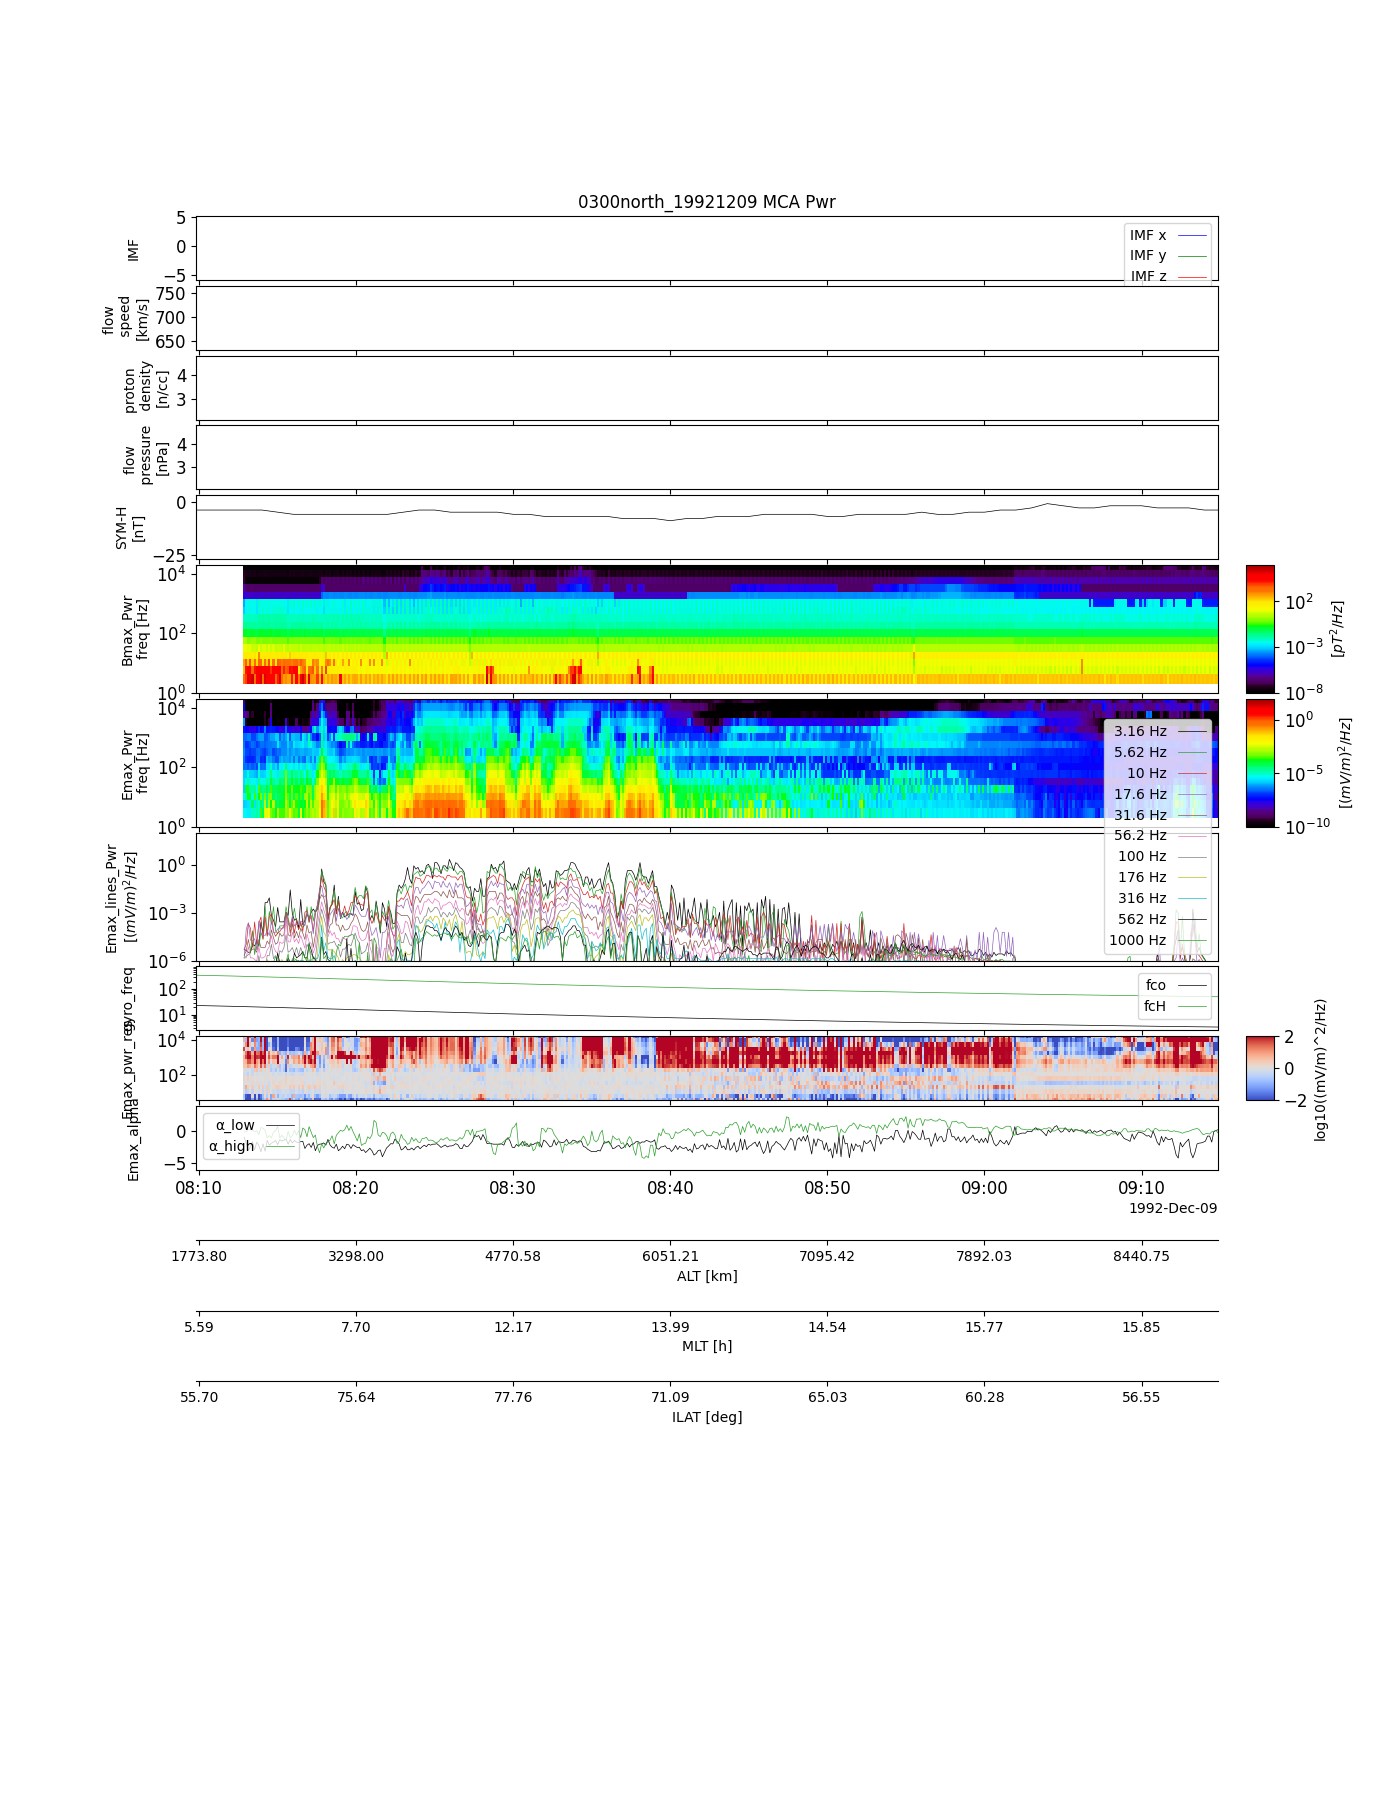 0300north_19921209 MCA Pwr
IMF
5
0
−5
IMF x
IMF y
IMF z
flow
speed
[km/s]
750
700
650
proton
density
[n/cc]
4
3
flow
pressure
[nPa]
4
3
SYM-H
[nT]
0
−25
Bmax_Pwr
freq [Hz]
10^4
10^2
10^0
10^2
10^−3
10^−8
[pT^2/Hz]
Emax_Pwr
freq [Hz]
10^4
10^2
10^0
10^0
10^−5
10^−10
[(mV/m)^2/Hz]
3.16 Hz
5.62 Hz
10 Hz
17.6 Hz
31.6 Hz
56.2 Hz
100 Hz
176 Hz
316 Hz
562 Hz
1000 Hz
Emax_lines_Pwr
[(mV/m)^2/Hz]
10^0
10^−3
10^−6
gyro_freq
10^2
10^1
fco
fcH
Emax_pwr_reg
10^4
10^2
2
0
−2
log10((mV/m)^2/Hz)
Emax_alpha
0
−5
α_low
α_high
08:10 08:20 08:30 08:40 08:50 09:00 09:10
1992-Dec-09
1773.80 3298.00 4770.58 6051.21 7095.42 7892.03 8440.75
ALT [km]
5.59 7.70 12.17 13.99 14.54 15.77 15.85
MLT [h]
55.70 75.64 77.76 71.09 65.03 60.28 56.55
ILAT [deg]